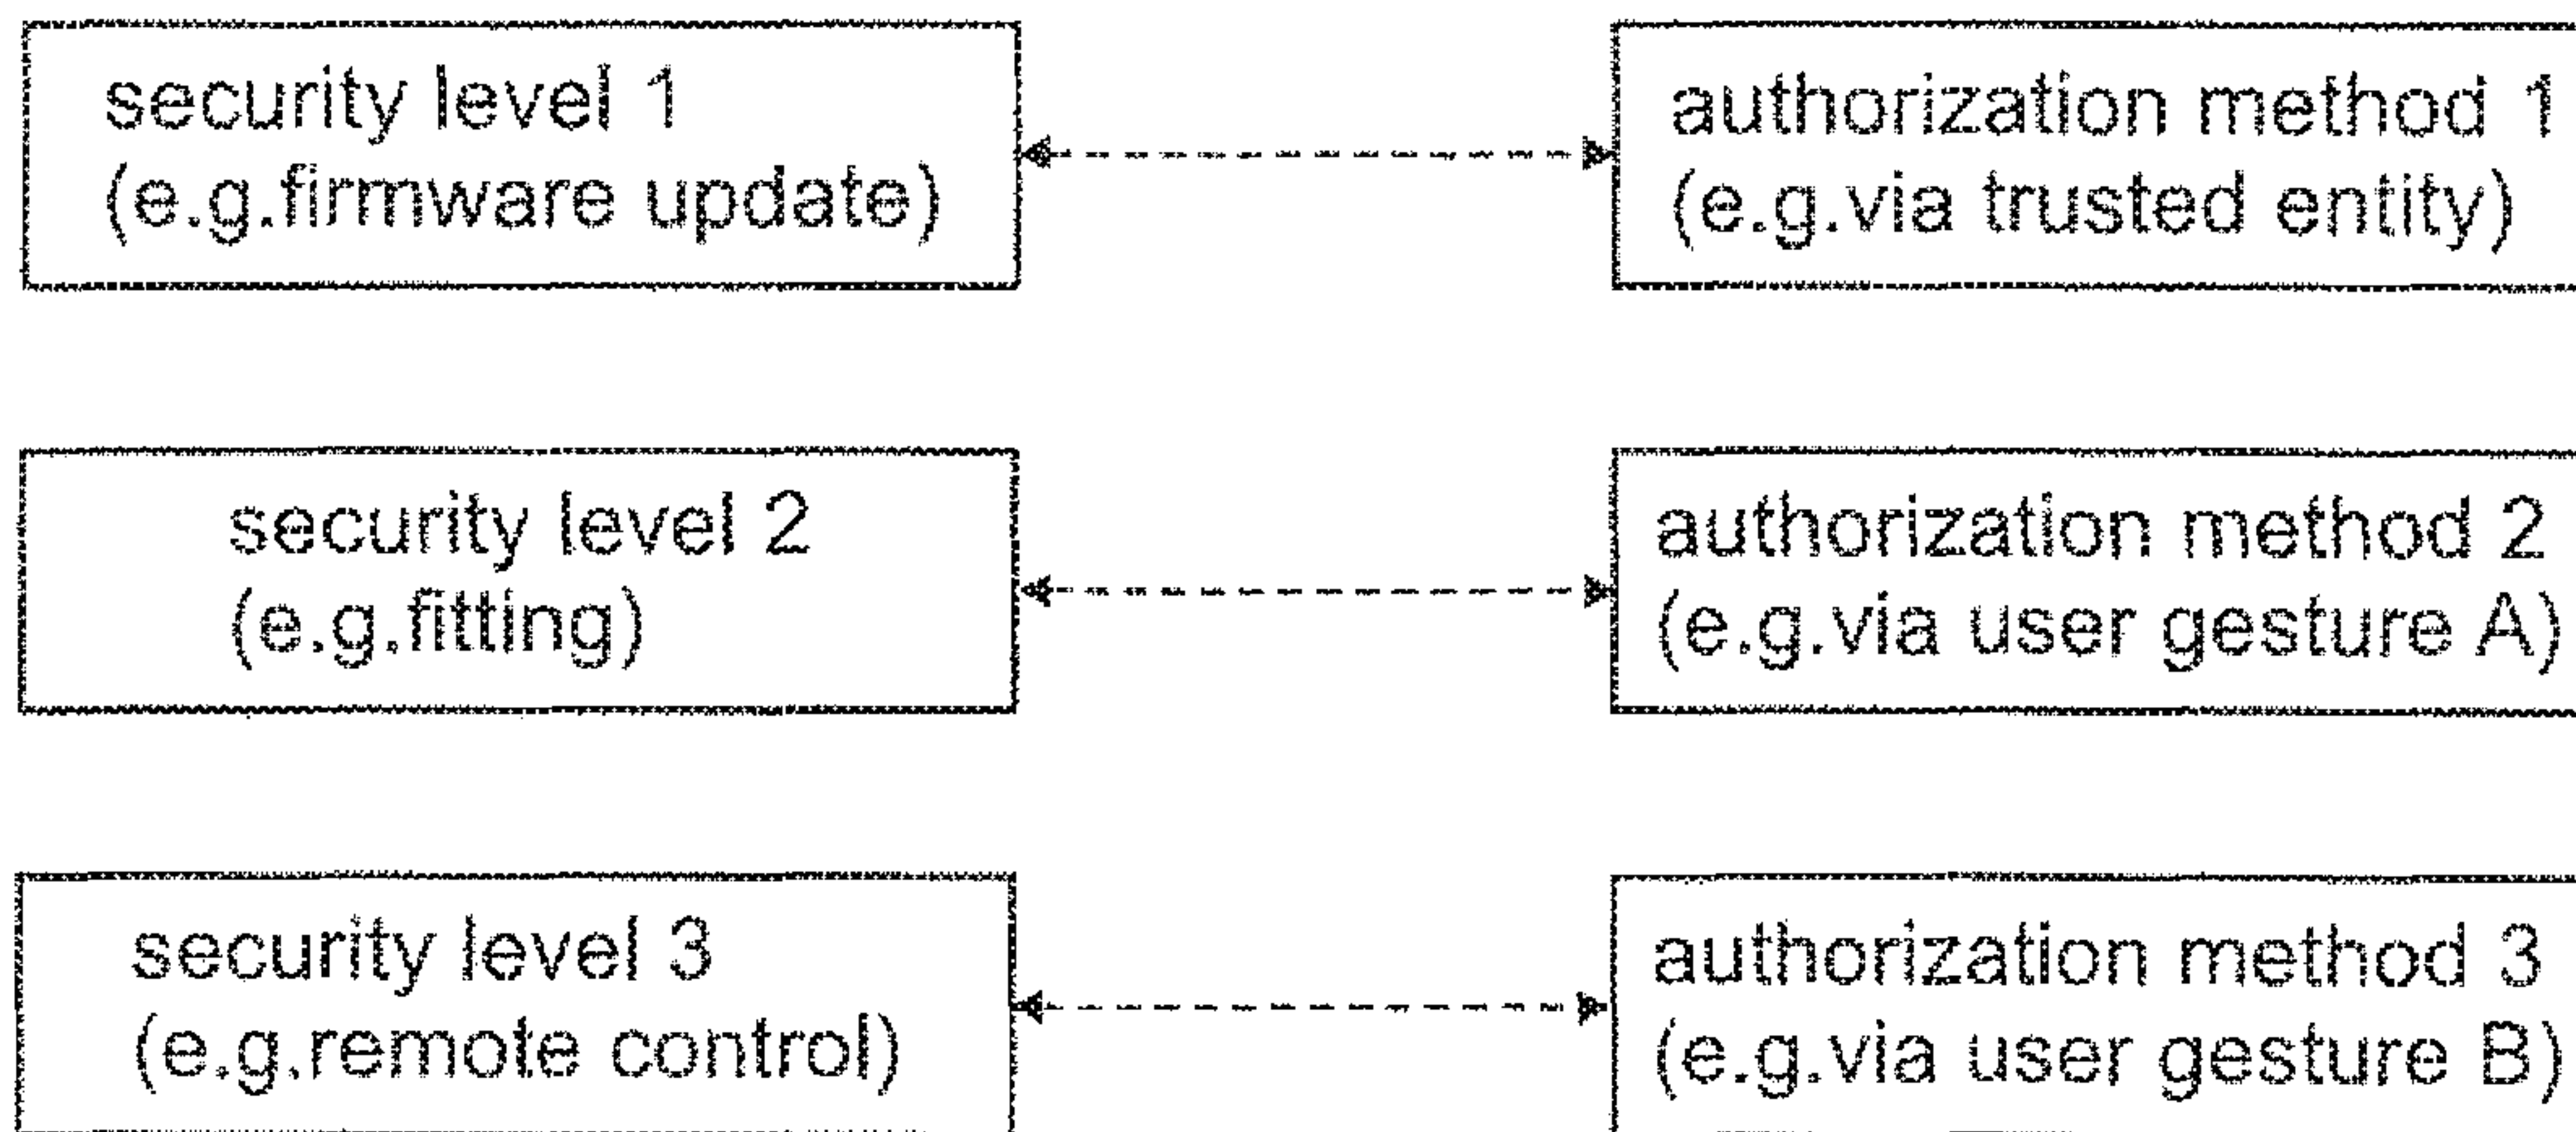 security level 1
(e.g.firmware update)
authorization method 1
(e.g.via trusted entity)
security level 2
(e.g.fitting)
authorization method 2
(e.g.via user gesture A)
security level 3
(e.g.remote control)
authorization method 3
(e.g.via user gesture B)